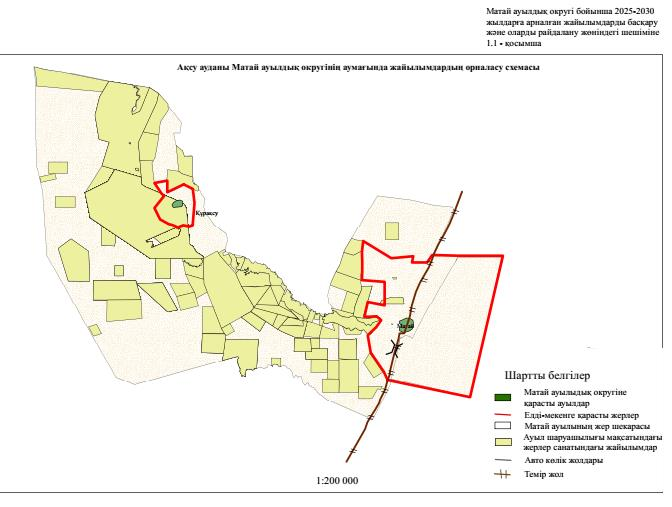 Матай ауылдық округі бойынша 2025•2030
жылдарға арналған жайылымдарды басқару
және оларды райдалану жөніндегі шешіміне
1.1 • қосымша
Ақсу ауданы Матай ауылдық округінің аумағында жайылымдардың орналасу схемасы
Құрақсу
Матай
Шартты белгілер
Матай ауылыдық округіне
қарасты ауылдар
Елді•мекенге қарасты жерлер
Матай ауылының жер шекарасы
Ауыл шаруашылығы мақсатындағы
жерлер санатындағы жайылымдар
Авто көлік жолдары
Темір жол
1:200 000